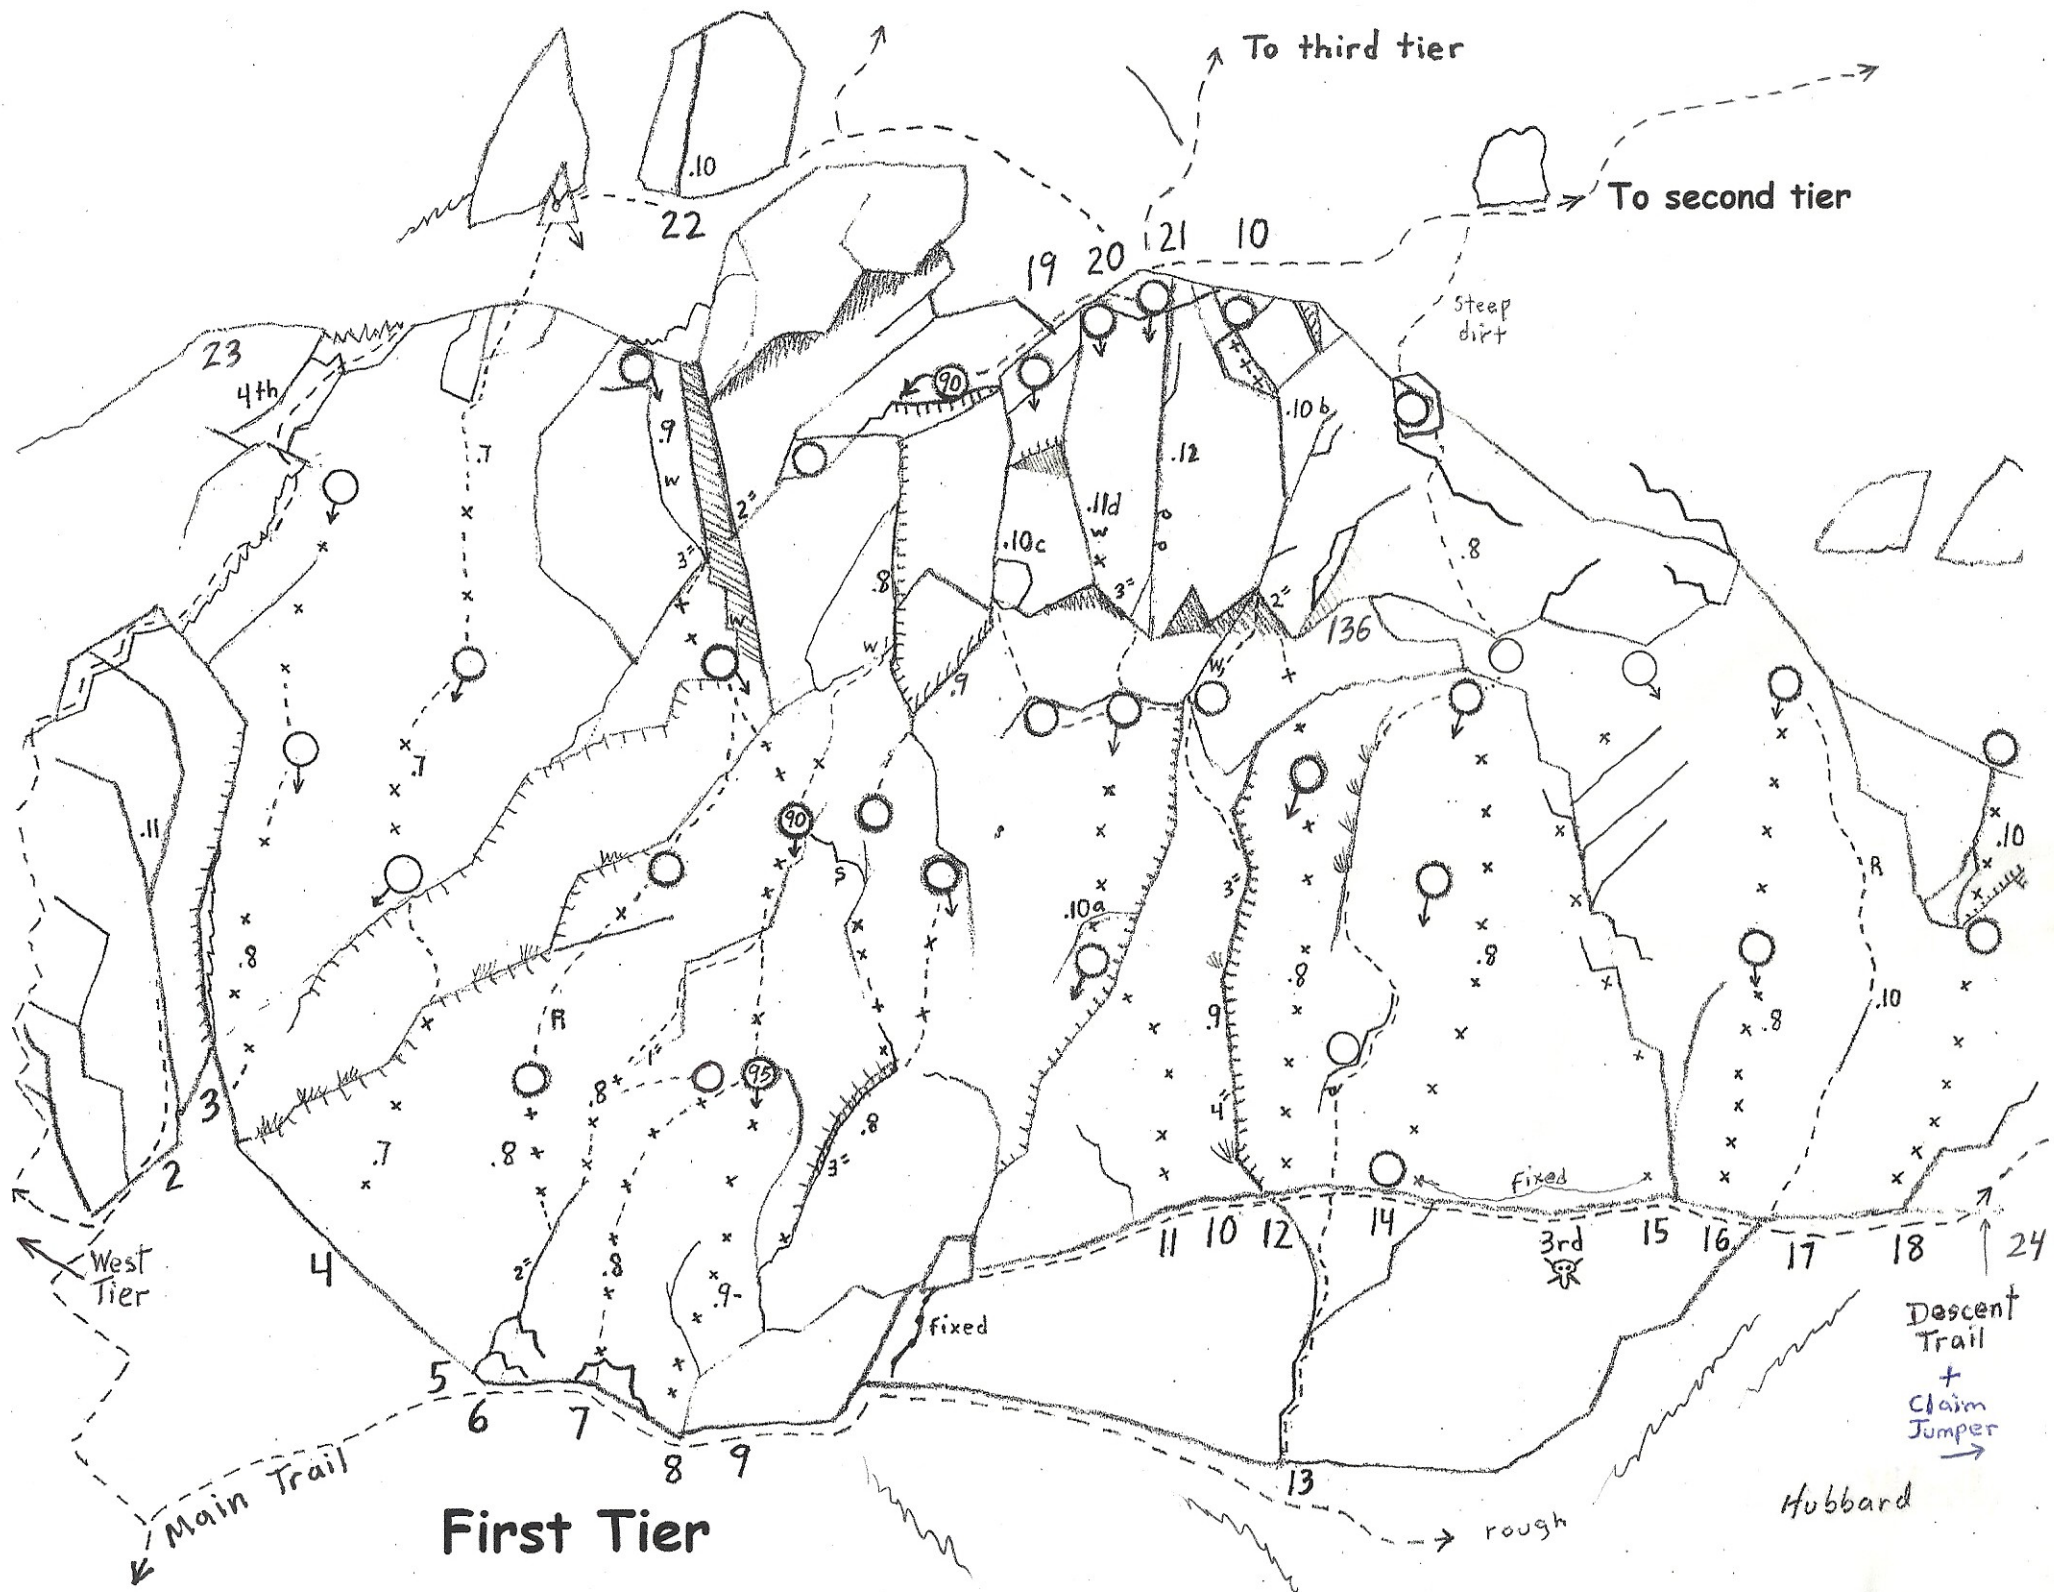 To third tier
.10
To second tier
22
19
20
21
10
Steep
dirt
23
4th
90
.9
.7
.10b
.12
W
2"
.11d
W
.10c
.8
3"
.8
3"
2"
136
W
W
W
.9
.7
90
.10
.11
S
R
3"
.10a
.8
.8
.8
.9
.10
R
.8
1"
95
3
.8
4"
.8
.7
.8
3"
2
fixed
11
10
12
14
3rd
15
16
17
18
24
West
Tier
4
2"
.8
.9-
Descent
Trail
+
Claim
Jumper
fixed
5
6
7
8
9
13
Main Trail
First Tier
rough
Hubbard